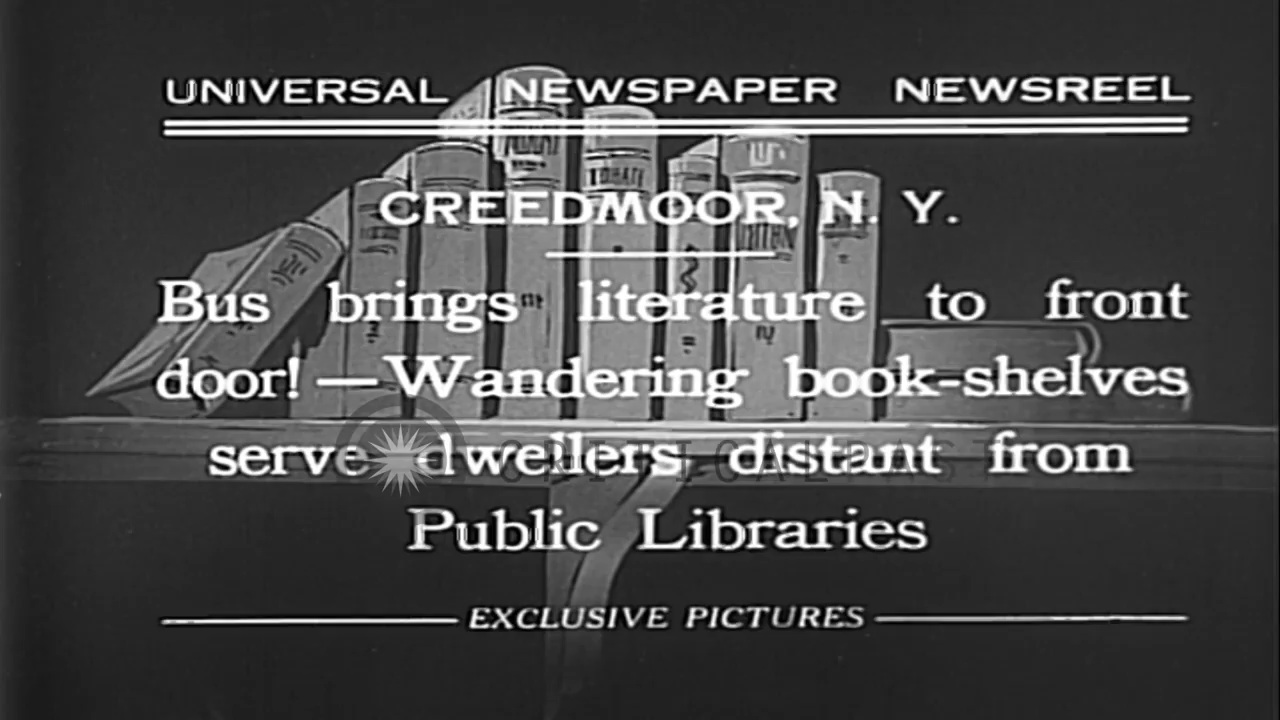 UNIVERSAL NEWSPAPER NEWSREEL
CREEDMOOR, N. Y.
Bus brings literature to front
door! — Wandering book-shelves
serve dwellers distant from
CRITICALPAST
Public Libraries
EXCLUSIVE PICTURES